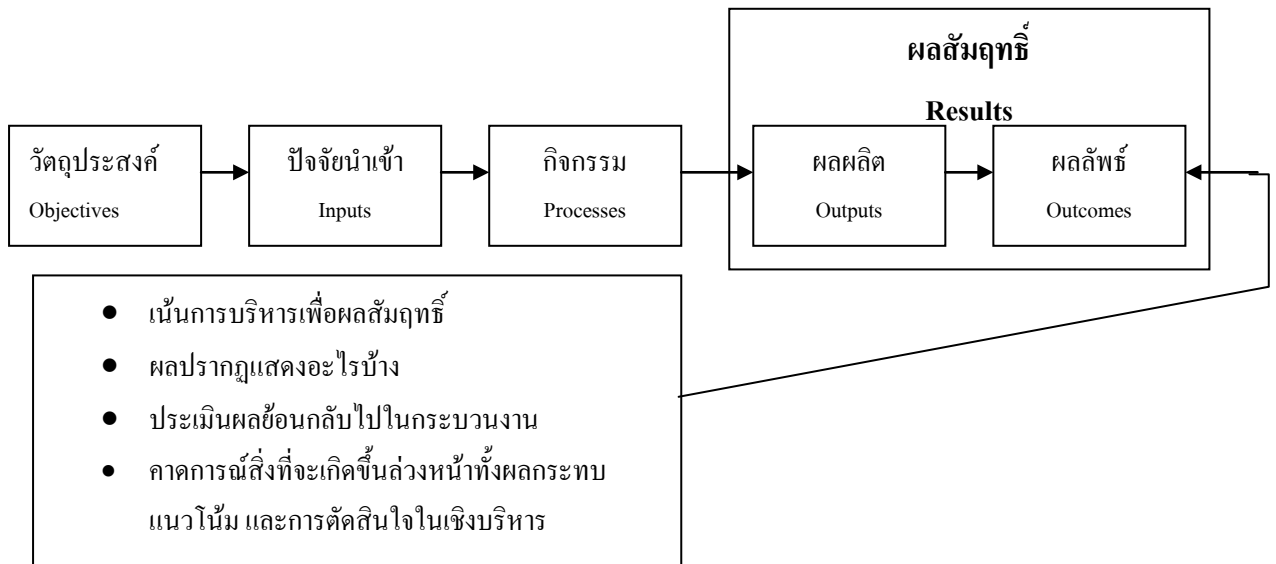 ผลสัมฤทธิ์
Results
วัตถุประสงค์
Objectives
ปัจจัยนำเข้า
Inputs
กิจกรรม
Processes
ผลผลิต
Outputs
ผลลัพธ์
Outcomes
● เน้นการบริหารเพื่อผลสัมฤทธิ์
● ผลปรากฏแสดงอะไรบ้าง
● ประเมินผลย้อนกลับไปในกระบวนงาน
● คาดการณ์สิ่งที่จะเกิดขึ้นล่วงหน้าทั้งผลกระทบ
แนวโน้ม และการตัดสินใจในเชิงบริหาร